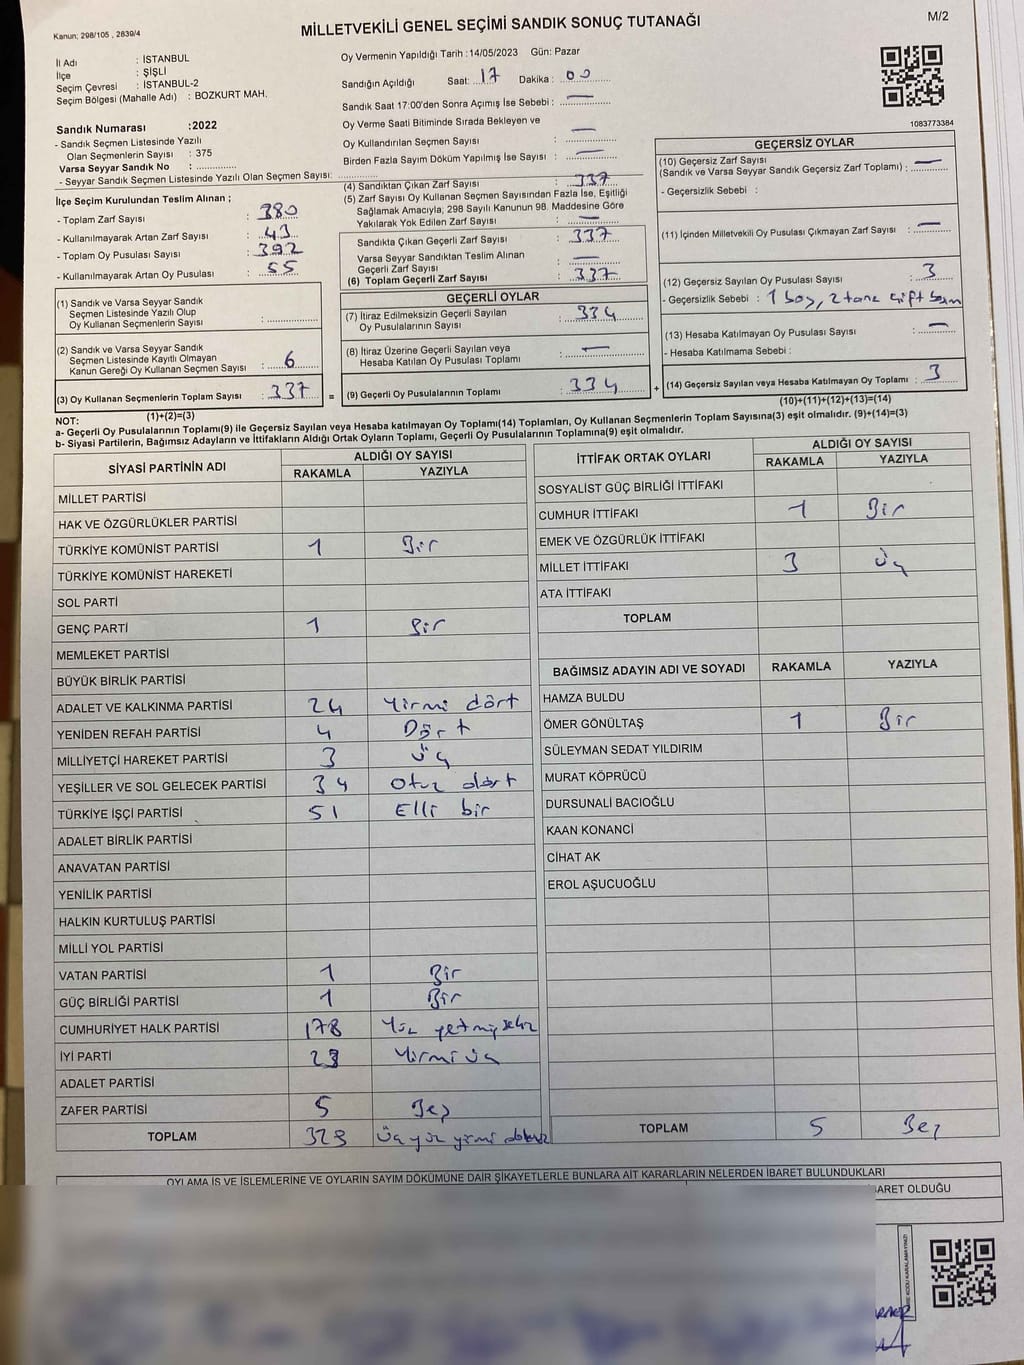 Kanun; 298/105 , 2839/4
MİLLETVEKİLİ GENEL SEÇİMİ SANDIK SONUÇ TUTANAĞI
M/2
İl Adı : İSTANBUL
İlçe : ŞİŞLİ
Seçim Çevresi : İSTANBUL-2
Seçim Bölgesi (Mahalle Adı) : BOZKURT MAH.
Sandık Numarası :2022
- Sandık Seçmen Listesinde Yazılı
Olan Seçmenlerin Sayısı : 375
Varsa Seyyar Sandık No :
- Seyyar Sandık Seçmen Listesinde Yazılı Olan Seçmen Sayısı:
Oy Vermenin Yapıldığı Tarih :14/05/2023 Gün: Pazar
Sandığın Açıldığı Saat: 17 Dakika : 00
Sandık Saat 17:00'den Sonra Açımış İse Sebebi : —
Oy Verme Saati Bitiminde Sırada Bekleyen ve
Oy Kullandırılan Seçmen Sayısı : —
Birden Fazla Sayım Döküm Yapılmış İse Sayısı : —
1083773384
İlçe Seçim Kurulundan Teslim Alınan ;
- Toplam Zarf Sayısı : 380
- Kullanılmayarak Artan Zarf Sayısı : 43
- Toplam Oy Pusulası Sayısı : 392
- Kullanılmayarak Artan Oy Pusulası : 55
(4) Sandıktan Çıkan Zarf Sayısı : 337
(5) Zarf Sayısı Oy Kullanan Seçmen Sayısından Fazla İse, Eşitliği
Sağlamak Amacıyla; 298 Sayılı Kanunun 98. Maddesine Göre
Yakılarak Yok Edilen Zarf Sayısı : —
Sandıkta Çıkan Geçerli Zarf Sayısı : 337
Varsa Seyyar Sandıktan Teslim Alınan
Geçerli Zarf Sayısı : —
(6) Toplam Geçerli Zarf Sayısı : 337
GEÇERSİZ OYLAR
(10) Geçersiz Zarf Sayısı
(Sandık ve Varsa Seyyar Sandık Geçersiz Zarf Toplamı) : —
- Geçersizlik Sebebi :
(11) İçinden Milletvekili Oy Pusulası Çıkmayan Zarf Sayısı : —
(12) Geçersiz Sayılan Oy Pusulası Sayısı : 3
- Geçersizlik Sebebi : 1 boş, 2 tane çift basım
(13) Hesaba Katılmayan Oy Pusulası Sayısı : —
- Hesaba Katılmama Sebebi :
(14) Geçersiz Sayılan veya Hesaba Katılmayan Oy Toplamı : 3
(1) Sandık ve Varsa Seyyar Sandık
Seçmen Listesinde Yazılı Olup
Oy Kullanan Seçmenlerin Sayısı :
(2) Sandık ve Varsa Seyyar Sandık
Seçmen Listesinde Kayıtlı Olmayan
Kanun Gereği Oy Kullanan Seçmen Sayısı : 6
(3) Oy Kullanan Seçmenlerin Toplam Sayısı : 337 =
GEÇERLİ OYLAR
(7) İtiraz Edilmeksizin Geçerli Sayılan
Oy Pusulalarının Sayısı : 334
(8) İtiraz Üzerine Geçerli Sayılan veya
Hesaba Katılan Oy Pusulası Toplamı : —
(9) Geçerli Oy Pusulalarının Toplamı : 334 +
(1)+(2)=(3)
(10)+(11)+(12)+(13)=(14)
NOT:
a- Geçerli Oy Pusulalarının Toplamı(9) ile Geçersiz Sayılan veya Hesaba katılmayan Oy Toplamı(14) Toplamları, Oy Kullanan Seçmenlerin Toplam Sayısına(3) eşit olmalıdır. (9)+(14)=(3)
b- Siyasi Partilerin, Bağımsız Adayların ve İttifakların Aldığı Ortak Oyların Toplamı, Geçerli Oy Pusulalarının Toplamına(9) eşit olmalıdır.
SİYASİ PARTİNİN ADI ALDIĞI OY SAYISI
RAKAMLA YAZIYLA
MİLLET PARTİSİ
HAK VE ÖZGÜRLÜKLER PARTİSİ
TÜRKİYE KOMÜNİST PARTİSİ 1 Bir
TÜRKİYE KOMÜNİST HAREKETİ
SOL PARTİ
GENÇ PARTİ 1 Bir
MEMLEKET PARTİSİ
BÜYÜK BİRLİK PARTİSİ
ADALET VE KALKINMA PARTİSİ 24 Yirmi dört
YENİDEN REFAH PARTİSİ 4 Dört
MİLLİYETÇİ HAREKET PARTİSİ 3 Üç
YEŞİLLER VE SOL GELECEK PARTİSİ 34 Otuz dört
TÜRKİYE İŞÇİ PARTİSİ 51 Elli bir
ADALET BİRLİK PARTİSİ
ANAVATAN PARTİSİ
YENİLİK PARTİSİ
HALKIN KURTULUŞ PARTİSİ
MİLLİ YOL PARTİSİ
VATAN PARTİSİ 1 Bir
GÜÇ BİRLİĞİ PARTİSİ 1 Bir
CUMHURİYET HALK PARTİSİ 178 Yüz yetmiş sekiz
İYİ PARTİ 23 Yirmi üç
ADALET PARTİSİ
ZAFER PARTİSİ 5 Beş
TOPLAM 329 Üç yüz yirmi dokuz
İTTİFAK ORTAK OYLARI ALDIĞI OY SAYISI
RAKAMLA YAZIYLA
SOSYALİST GÜÇ BİRLİĞİ İTTİFAKI
CUMHUR İTTİFAKI 1 Bir
EMEK VE ÖZGÜRLÜK İTTİFAKI
MİLLET İTTİFAKI 3 Üç
ATA İTTİFAKI
TOPLAM
BAĞIMSIZ ADAYIN ADI VE SOYADI RAKAMLA YAZIYLA
HAMZA BULDU
ÖMER GÖNÜLTAŞ 1 Bir
SÜLEYMAN SEDAT YILDIRIM
MURAT KÖPRÜCÜ
DURSUNALİ BACIOĞLU
KAAN KONANCİ
CİHAT AK
EROL AŞUCUOĞLU
TOPLAM 5 Beş
OYLAMA İŞ VE İŞLEMLERİNE VE OYLARIN SAYIM DÖKÜMÜNE DAİR ŞİKAYETLERLE BUNLARA AİT KARARLARIN NELERDEN İBARET BULUNDUKLARI
BARET OLDUĞU